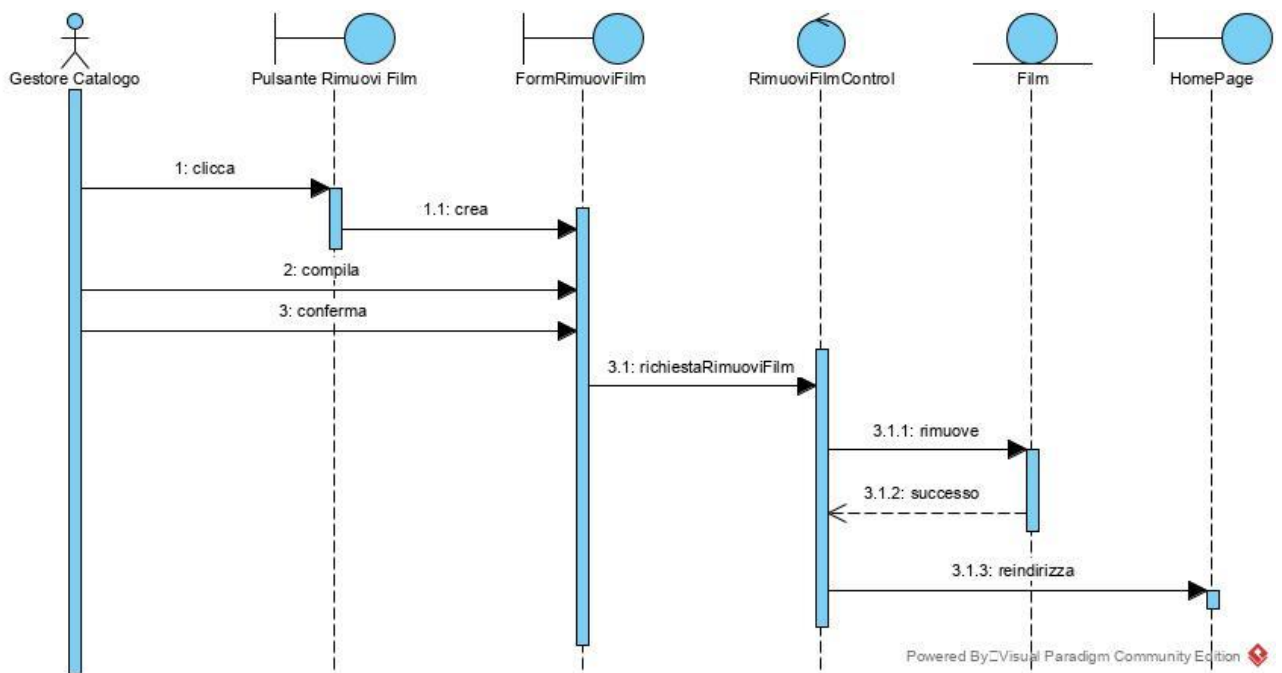 Gestore Catalogo
Pulsante Rimuovi Film
FormRimuoviFilm
RimuoviFilmControl
Film
HomePage
1: clicca
1.1: crea
2: compila
3: conferma
3.1: richiestaRimuoviFilm
3.1.1: rimuove
3.1.2: successo
3.1.3: reindirizza
Powered By Visual Paradigm Community Edition